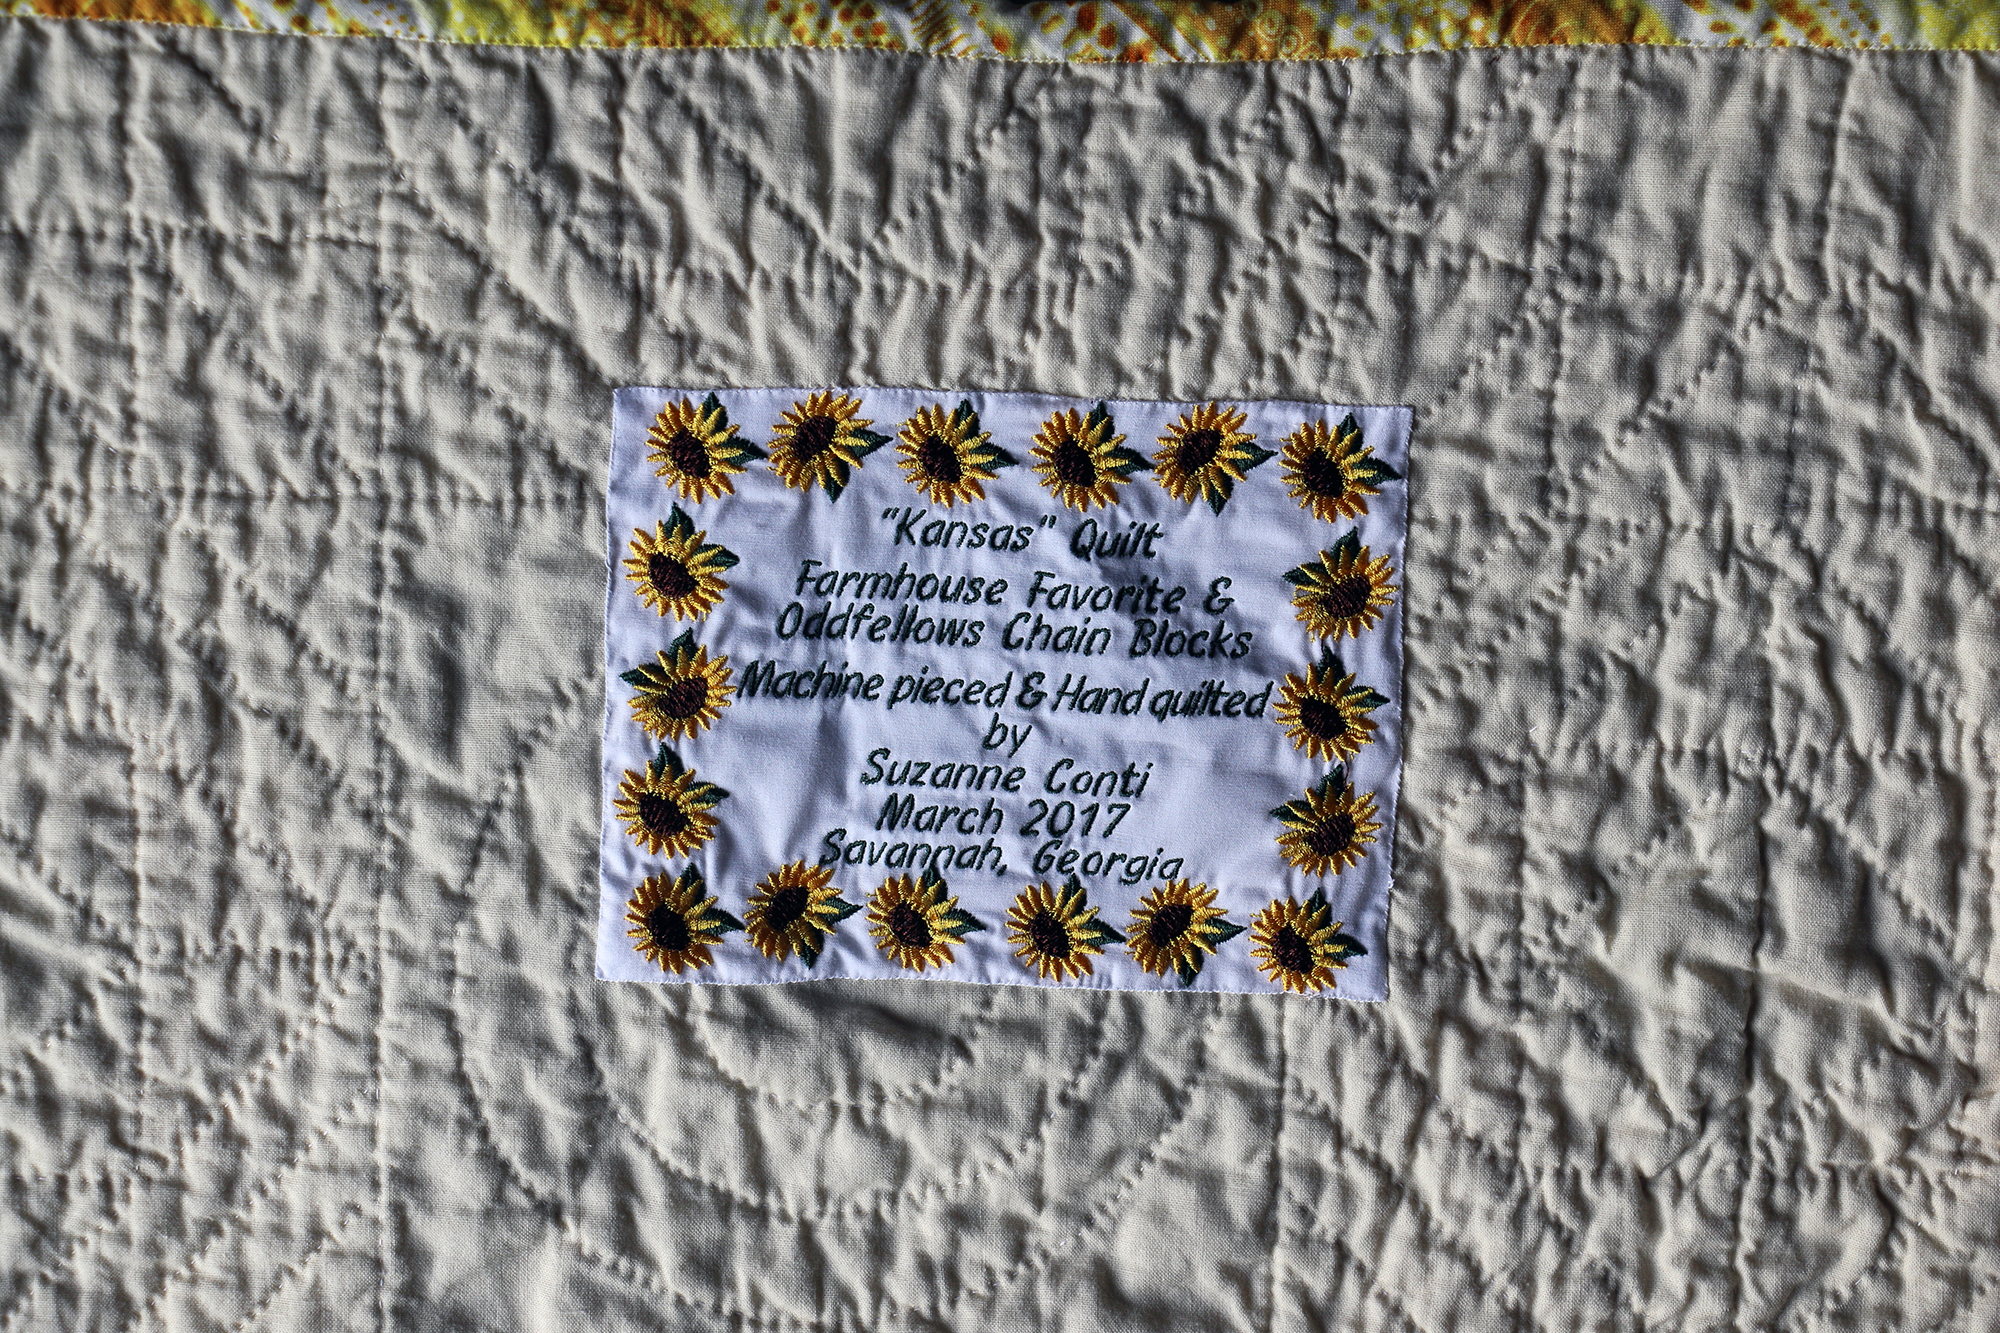 "Kansas" Quilt
Farmhouse Favorite &
Oddfellows Chain Blocks
Machine pieced & Hand quilted
by
Suzanne Conti
March 2017
Savannah, Georgia